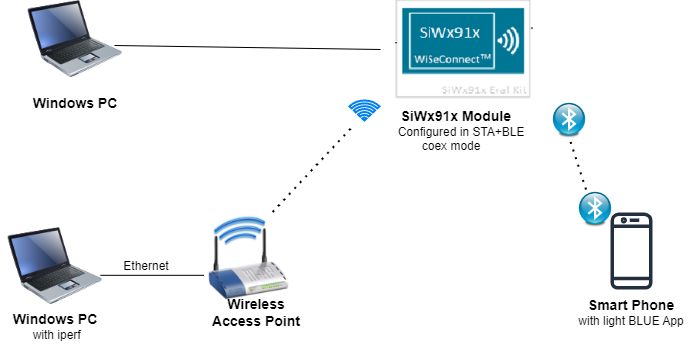 SiWx91x
WiSeConnect™
SiWx91x Eral Kit
Windows PC
SiWx91x Module
Configured in STA+BLE
coex mode
Ethernet
Wireless
Access Point
Windows PC
with iperf
Smart Phone
with light BLUE App